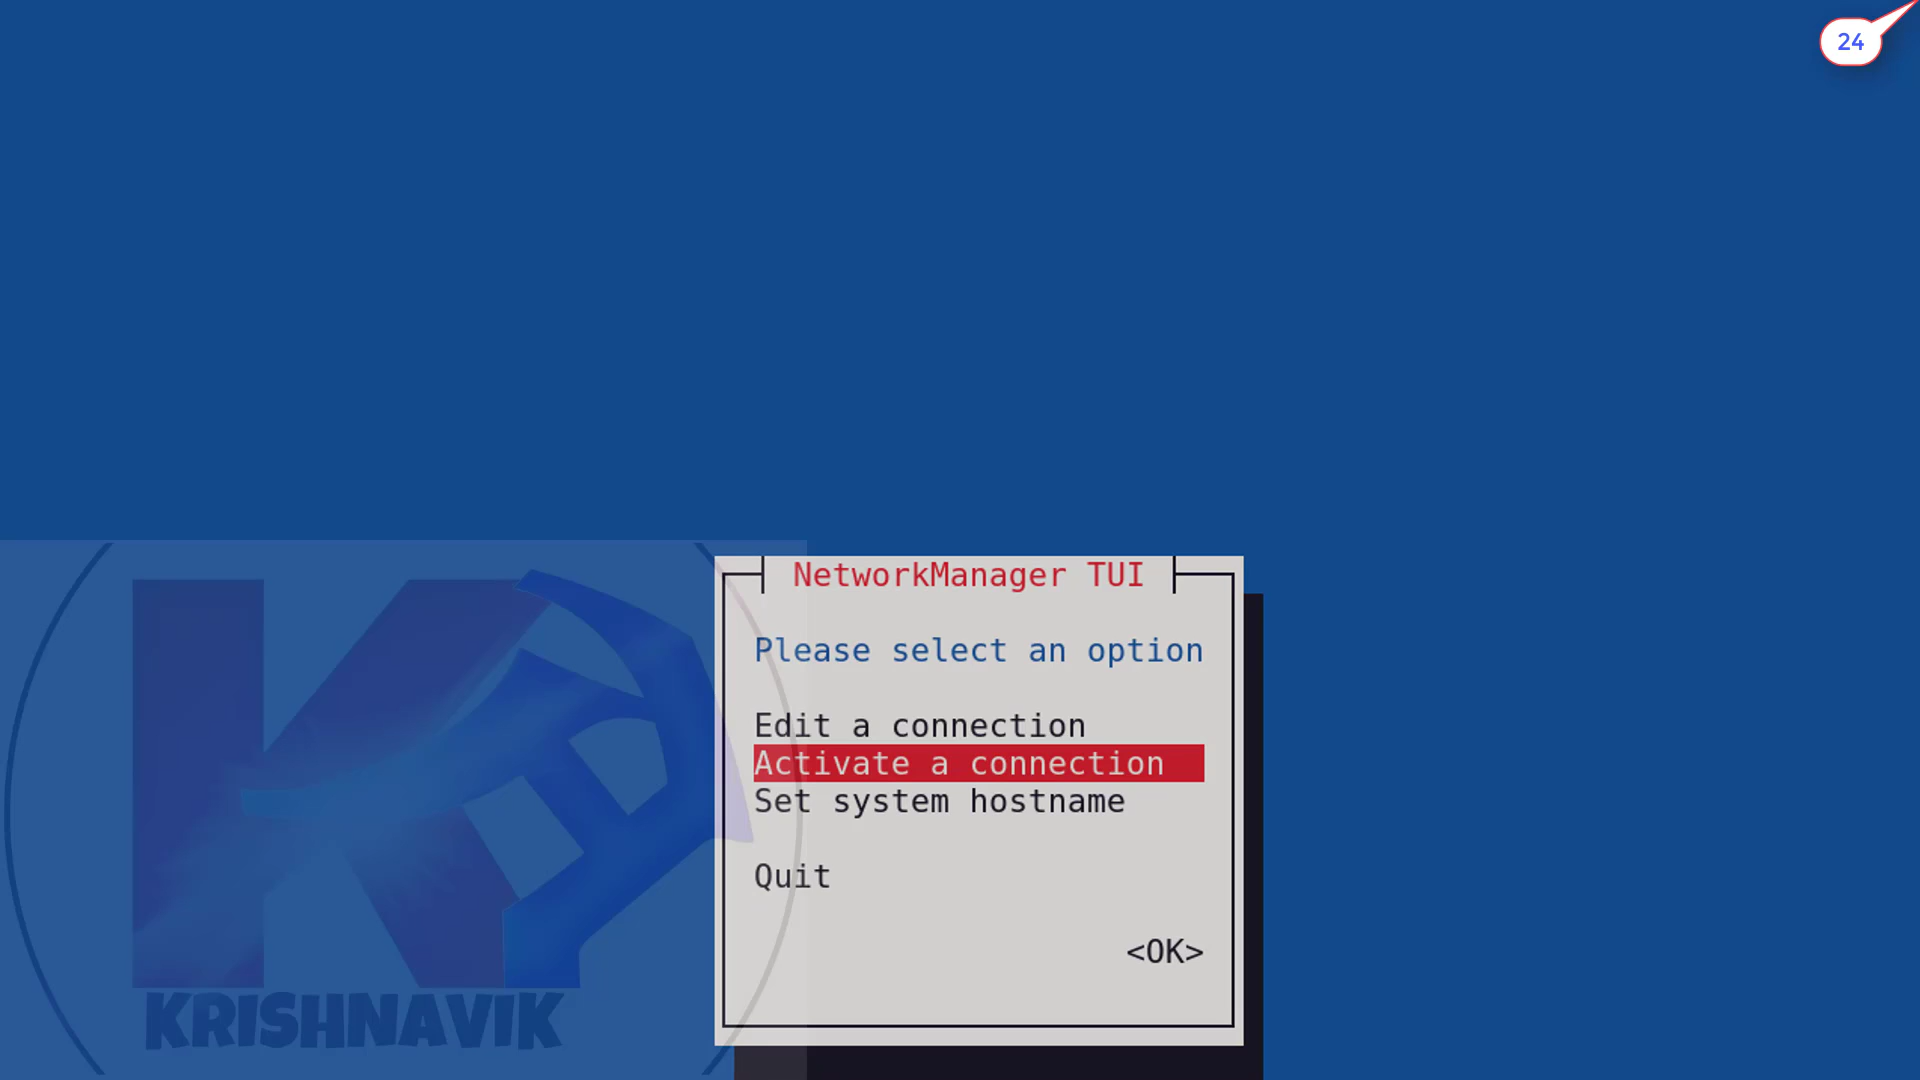 24
NetworkManager TUI
Please select an option
Edit a connection
Activate a connection
Set system hostname
Quit
<OK>
KRISHNAVIK